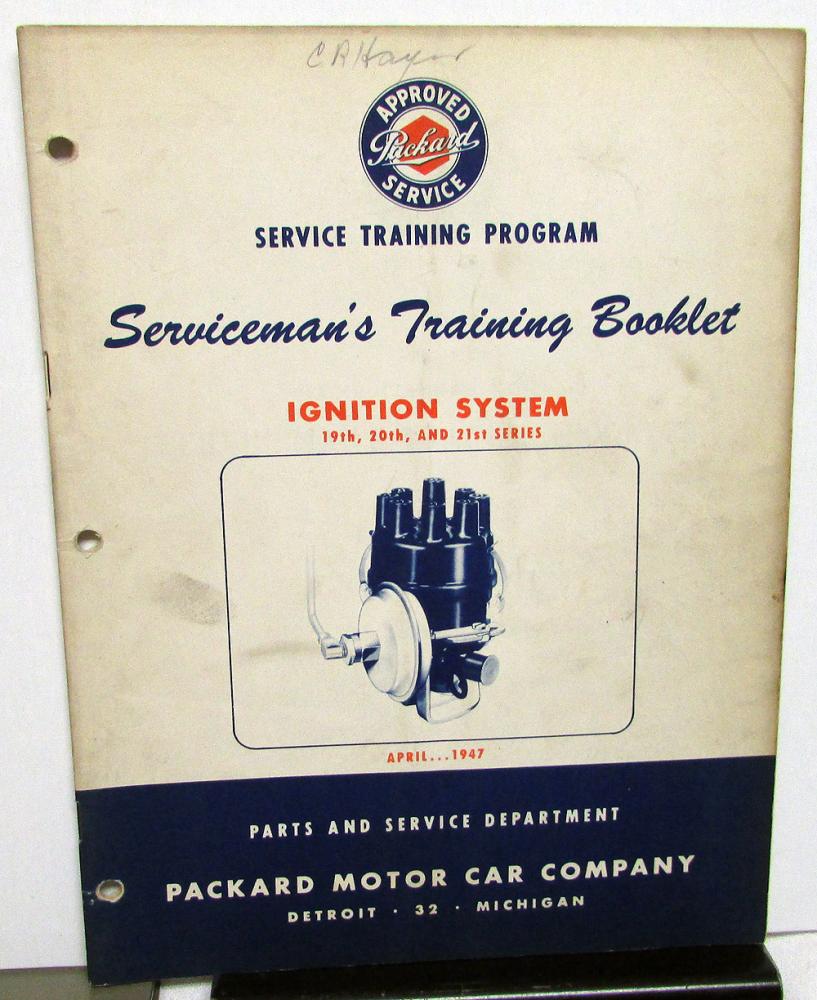 C R
APPROVED
Packard
SERVICE
SERVICE TRAINING PROGRAM
Serviceman's Training Booklet
IGNITION SYSTEM
19th, 20th, AND 21st SERIES
APRIL...1947
PARTS AND SERVICE DEPARTMENT
PACKARD MOTOR CAR COMPANY
DETROIT · 32 · MICHIGAN